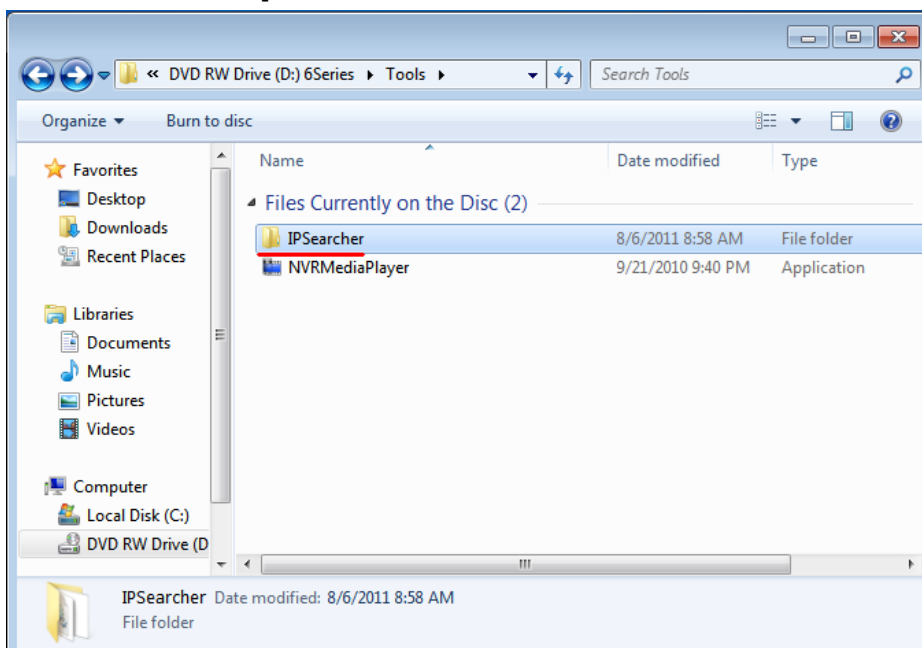 « DVD RW Drive (D:) 6Series ▸ Tools ▸ Search Tools
Organize ▾ Burn to disc
Name Date modified Type
Favorites
Desktop
Downloads
Recent Places
Libraries
Documents
Music
Pictures
Videos
Computer
Local Disk (C:)
DVD RW Drive (D
Files Currently on the Disc (2)
IPSearcher 8/6/2011 8:58 AM File folder
NVRMediaPlayer 9/21/2010 9:40 PM Application
IPSearcher Date modified: 8/6/2011 8:58 AM
File folder